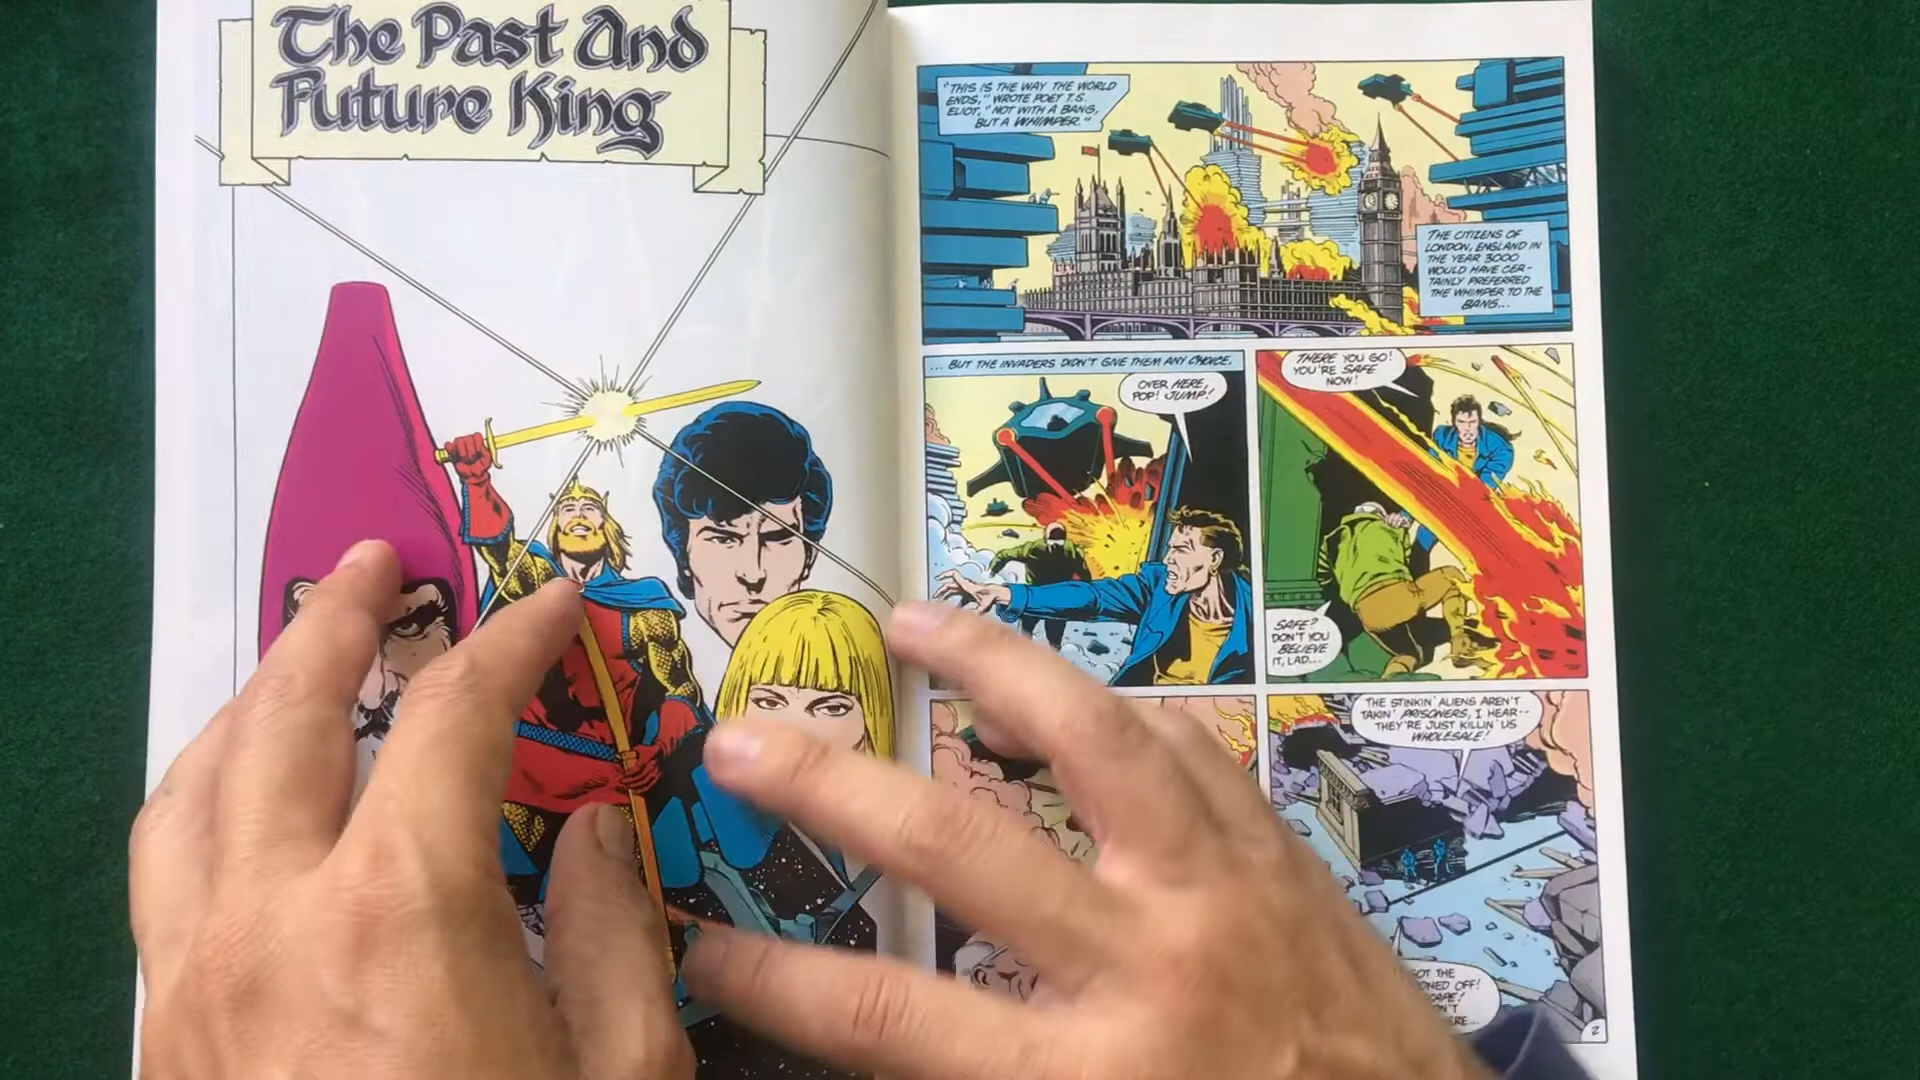 The Past And
Future King
"THIS IS THE WAY THE WORLD
ENDS," WROTE POET T.S.
ELIOT, "NOT WITH A BANG,
BUT A WHIMPER."
THE CITIZENS OF
LONDON, ENGLAND IN
THE YEAR 3000
WOULD HAVE CER-
TAINLY PREFERRED
THE WHIMPER TO THE
BANG...
... BUT THE INVADERS DIDN'T GIVE THEM ANY CHOICE.
OVER HERE,
POP! JUMP!
THERE YOU GO!
YOU'RE SAFE
NOW!
SAFE?
DON'T YOU
BELIEVE
IT, LAD...
THE STINKIN' ALIENS AREN'T
TAKIN' PRISONERS, I HEAR--
THEY'RE JUST KILLIN' US
WHOLESALE!
THE
OFF!
2